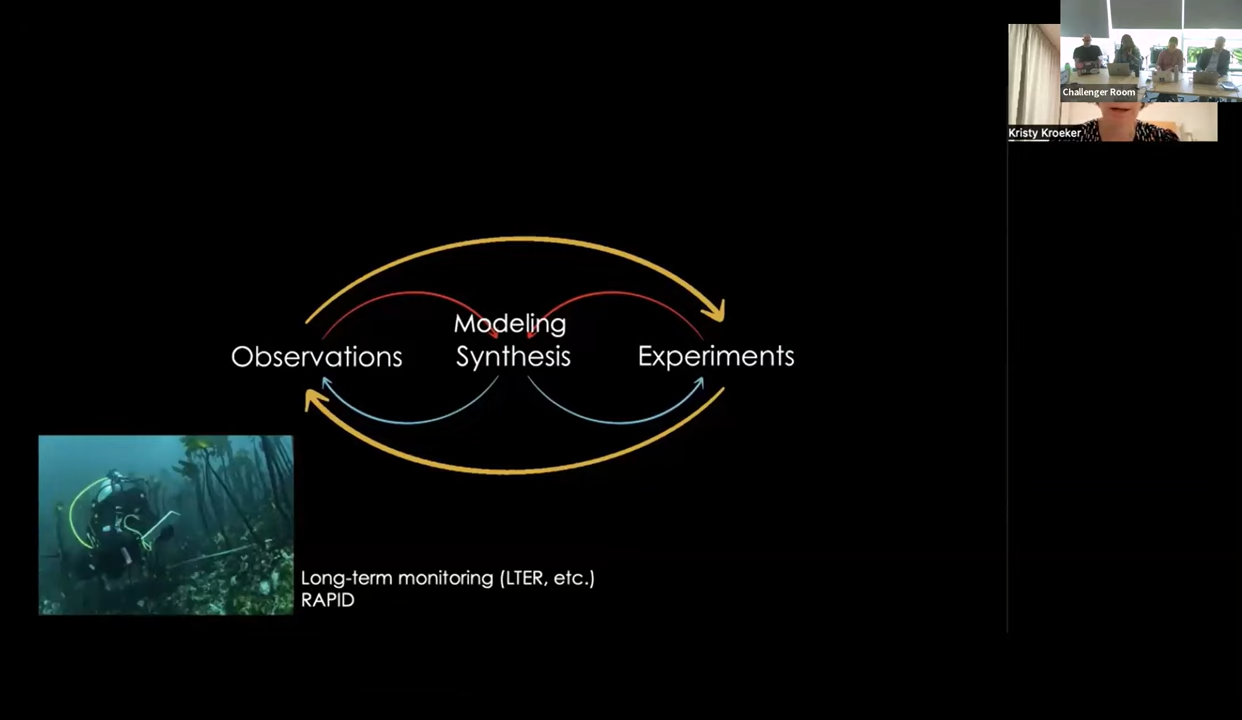 Challenger Room
Kristy Kroeker
Modeling
Observations Synthesis Experiments
Long-term monitoring (LTER, etc.)
RAPID